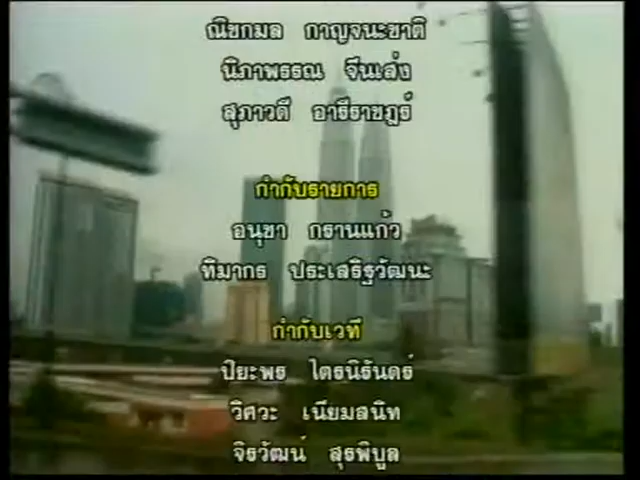 ณิชกมล กาญจนะชาติ
นิภาพรรณ จีนเส่ง
สุภาวดี อารีราชฎร์
กำกับรายการ
อนุชา กรานแก้ว
ทิมากร ประเสริฐวัฒนะ
กำกับเวที
ปิยะพร ไตรนิรันดร์
วิศวะ เนียมสนิท
จิรวัฒน์ สุรพิบูล